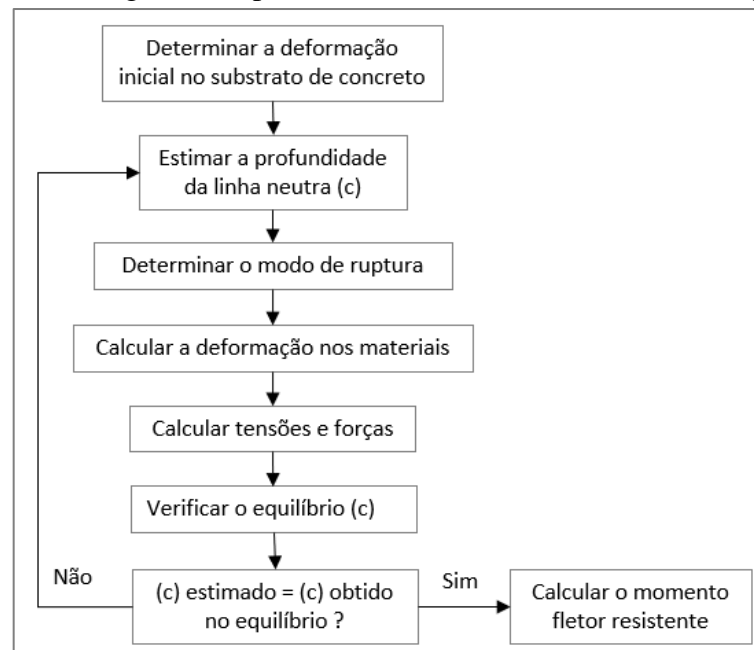 Determinar a deformação
inicial no substrato de concreto
Estimar a profundidade
da linha neutra (c)
Determinar o modo de ruptura
Calcular a deformação nos materiais
Calcular tensões e forças
Verificar o equilíbrio (c)
Não
(c) estimado = (c) obtido
no equilíbrio ?
Sim
Calcular o momento
fletor resistente